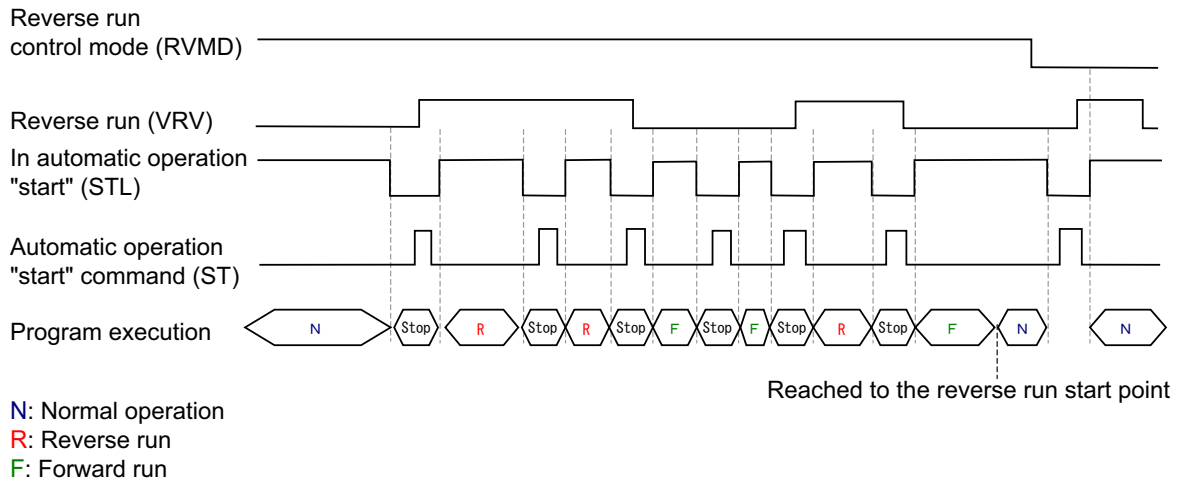 Reverse run
control mode (RVMD)
Reverse run (VRV)
In automatic operation
"start" (STL)
Automatic operation
"start" command (ST)
Program execution
N Stop R Stop R Stop F Stop F Stop R Stop F N N
Reached to the reverse run start point
N: Normal operation
R: Reverse run
F: Forward run